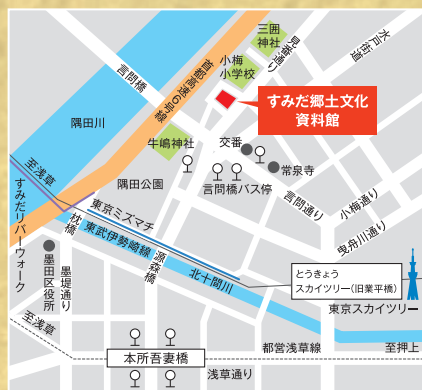 三囲
神社
見番通り
水戸街道
小梅
小学校
言問橋
首都高速6号線
すみだ郷土文化
資料館
隅田川
牛嶋神社
交番
常泉寺
至浅草
隅田公園
言問橋バス停
言問通り
小梅通り
すみだリバーウォーク
枕橋
東京ミズマチ
東武伊勢崎線
源森橋
曳舟川通り
北十間川
墨田区役所
墨堤通り
とうきょう
スカイツリー(旧業平橋)
東京スカイツリー
至浅草
本所吾妻橋
都営浅草線
至押上
浅草通り